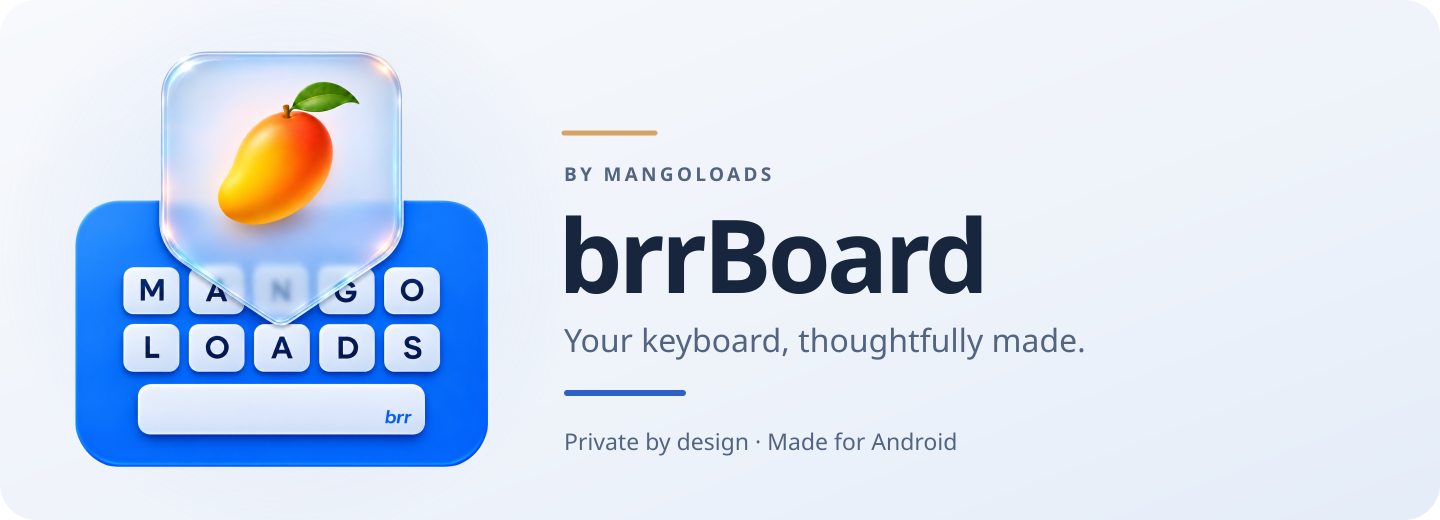 M A N G O
L O A D S
brr
BY MANGOLOADS
brrBoard
Your keyboard, thoughtfully made.
Private by design · Made for Android